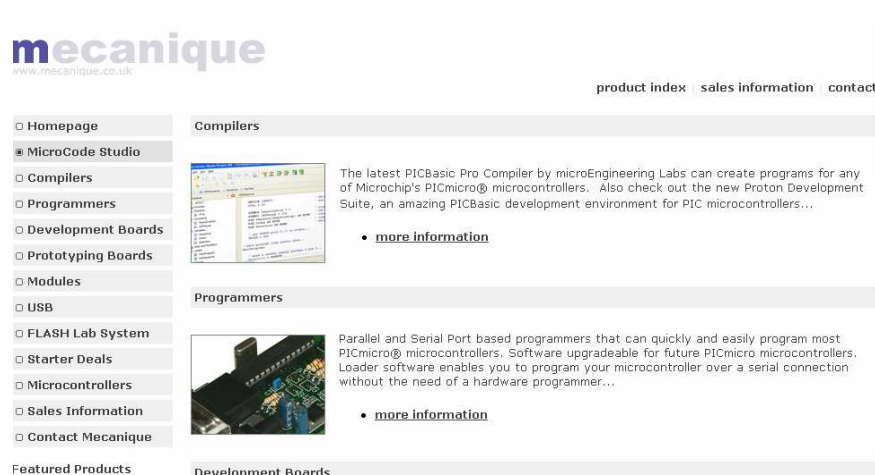 mecanique
www.mecanique.co.uk
product index | sales information | contact
Homepage
MicroCode Studio
Compilers
Programmers
Development Boards
Prototyping Boards
Modules
USB
FLASH Lab System
Starter Deals
Microcontrollers
Sales Information
Contact Mecanique
Featured Products
Compilers
The latest PICBasic Pro Compiler by microEngineering Labs can create programs for any
of Microchip's PICmicro® microcontrollers. Also check out the new Proton Development
Suite, an amazing PICBasic development environment for PIC microcontrollers...
• more information
Programmers
Parallel and Serial Port based programmers that can quickly and easily program most
PICmicro® microcontrollers. Software upgradeable for future PICmicro microcontrollers.
Loader software enables you to program your microcontroller over a serial connection
without the need of a hardware programmer...
• more information
Development Boards